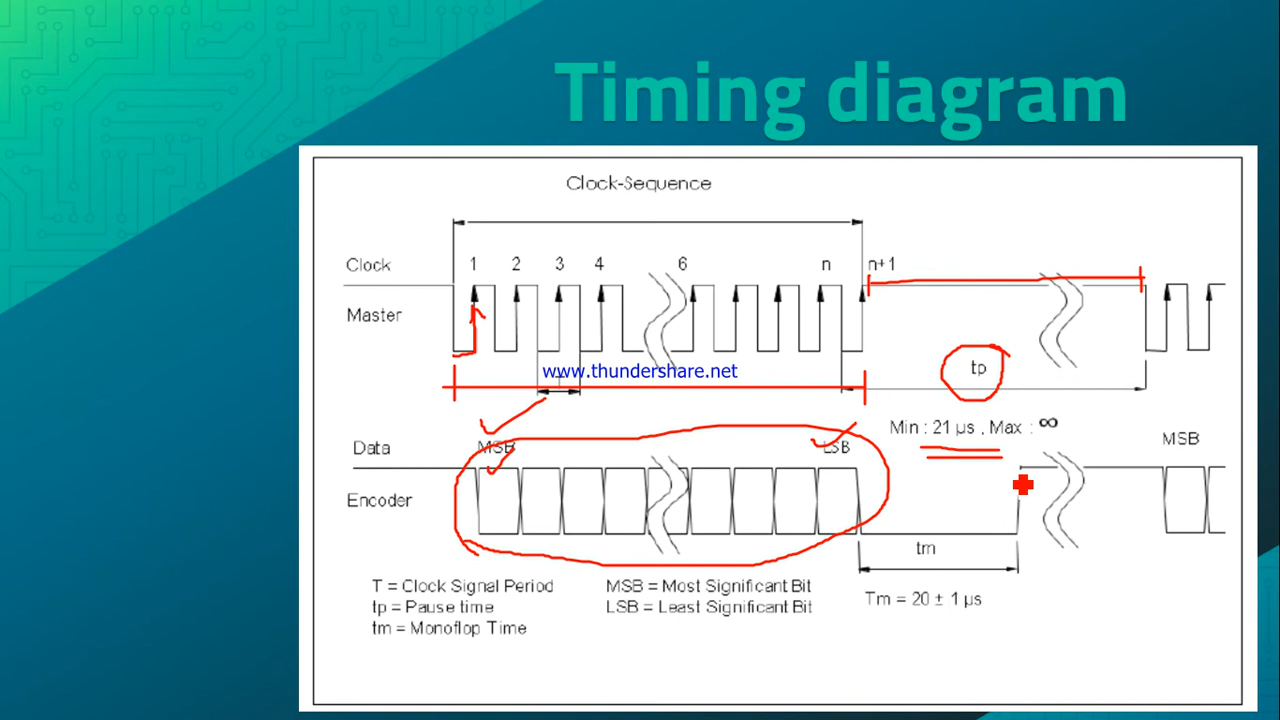 Timing diagram
Clock-Sequence
Clock
1 2 3 4 6 n n+1
Master
www.thundershare.net
tp
Min : 21 µs , Max : ∞
Data
MSB
LSB
MSB
Encoder
tm
T = Clock Signal Period
tp = Pause time
tm = Monoflop Time
MSB = Most Significant Bit
LSB = Least Significant Bit
Tm = 20 ± 1 µs